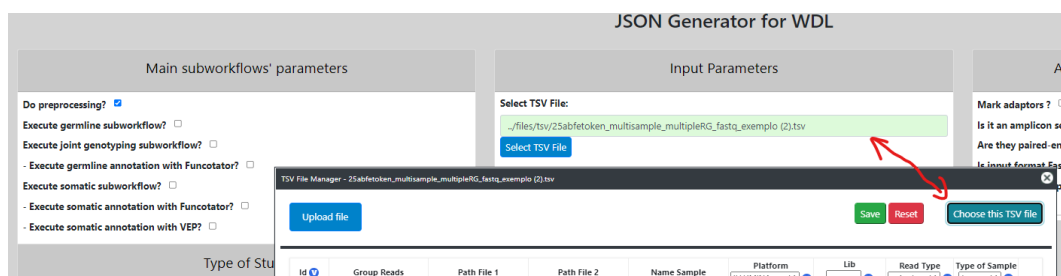 JSON Generator for WDL
Main subworkflows' parameters
Do preprocessing?
Execute germline subworkflow?
Execute joint genotyping subworkflow?
- Execute germline annotation with Funcotator?
Execute somatic subworkflow?
- Execute somatic annotation with Funcotator?
- Execute somatic annotation with VEP?
Type of Stu
Input Parameters
Select TSV File:
../files/tsv/25abfetoken_multisample_multipleRG_fastq_exemplo (2).tsv
Select TSV File
A
Mark adaptors ?
Is it an amplicon se
Are they paired-en
Is input format Fas
TSV File Manager - 25abfetoken_multisample_multipleRG_fastq_exemplo (2).tsv
Upload file
Save
Reset
Choose this TSV file
Id
Group Reads
Path File 1
Path File 2
Name Sample
Platform
Lib
Read Type
Type of Sample